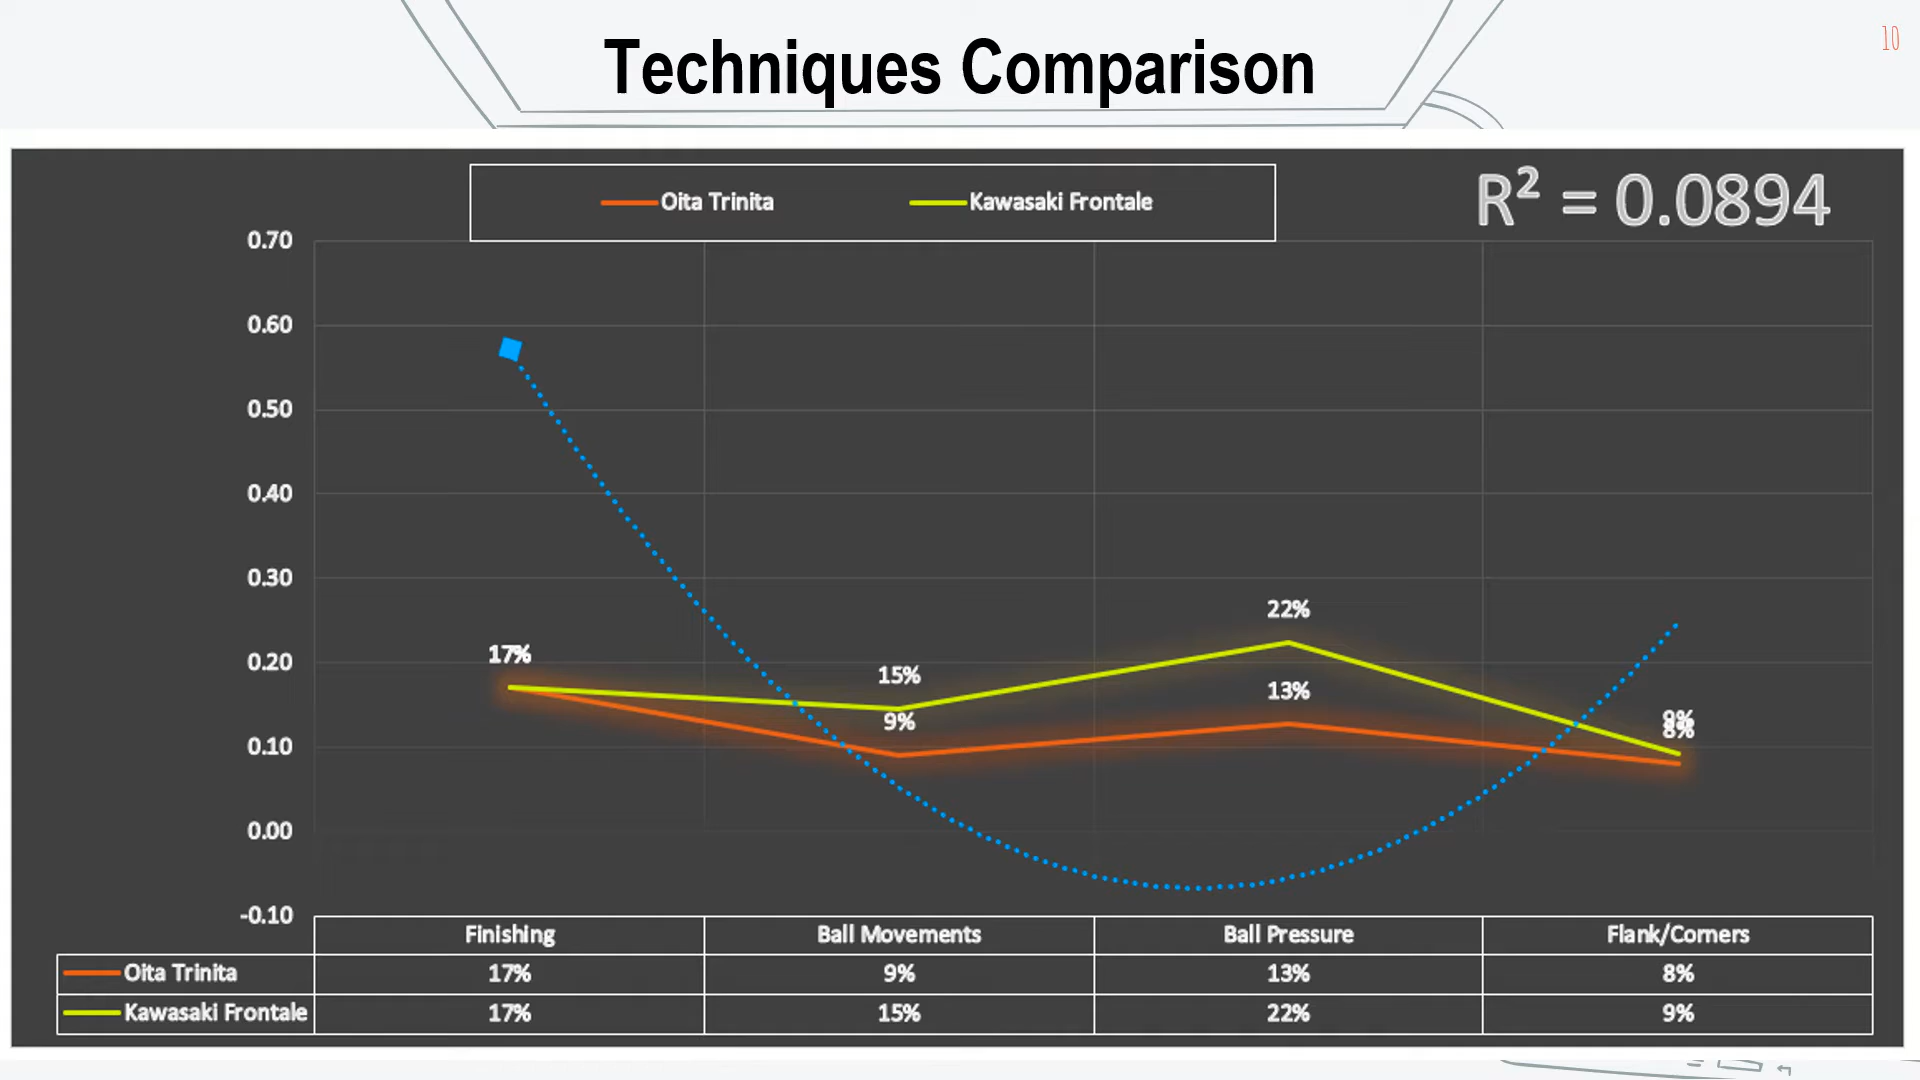 Techniques Comparison
10
Oita Trinita Kawasaki Frontale
R² = 0.0894
0.70
0.60
0.50
0.40
0.30
0.20
0.10
0.00
-0.10
17%
15%
9%
22%
13%
9%
8%
Finishing Ball Movements Ball Pressure Flank/Corners
Oita Trinita 17% 9% 13% 8%
Kawasaki Frontale 17% 15% 22% 9%